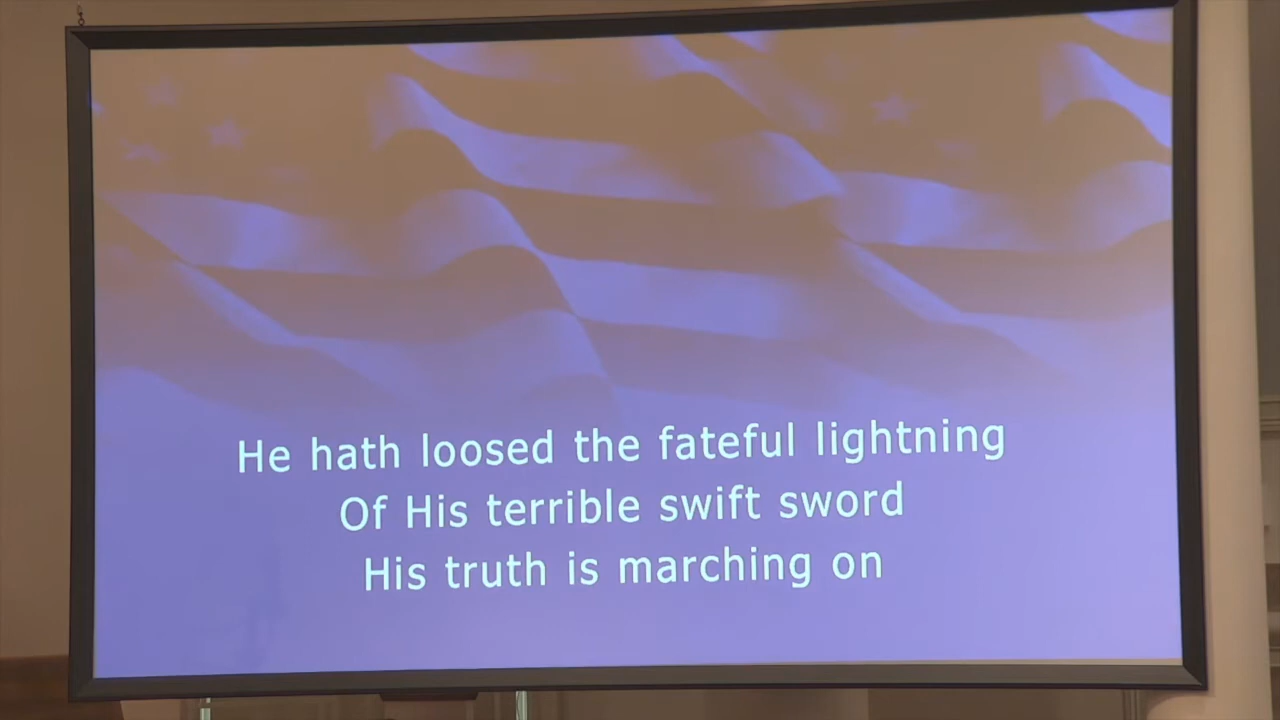 He hath loosed the fateful lightning
Of His terrible swift sword
His truth is marching on